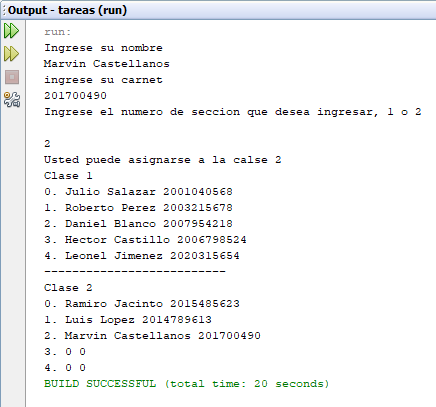 Output - tareas (run)
run:
Ingrese su nombre
Marvin Castellanos
ingrese su carnet
201700490
Ingrese el numero de seccion que desea ingresar, 1 o 2
2
Usted puede asignarse a la calse 2
Clase 1
0. Julio Salazar 2001040568
1. Roberto Perez 2003215678
2. Daniel Blanco 2007954218
3. Hector Castillo 2006798524
4. Leonel Jimenez 2020315654
--------------------------
Clase 2
0. Ramiro Jacinto 2015485623
1. Luis Lopez 2014789613
2. Marvin Castellanos 201700490
3. 0 0
4. 0 0
BUILD SUCCESSFUL (total time: 20 seconds)